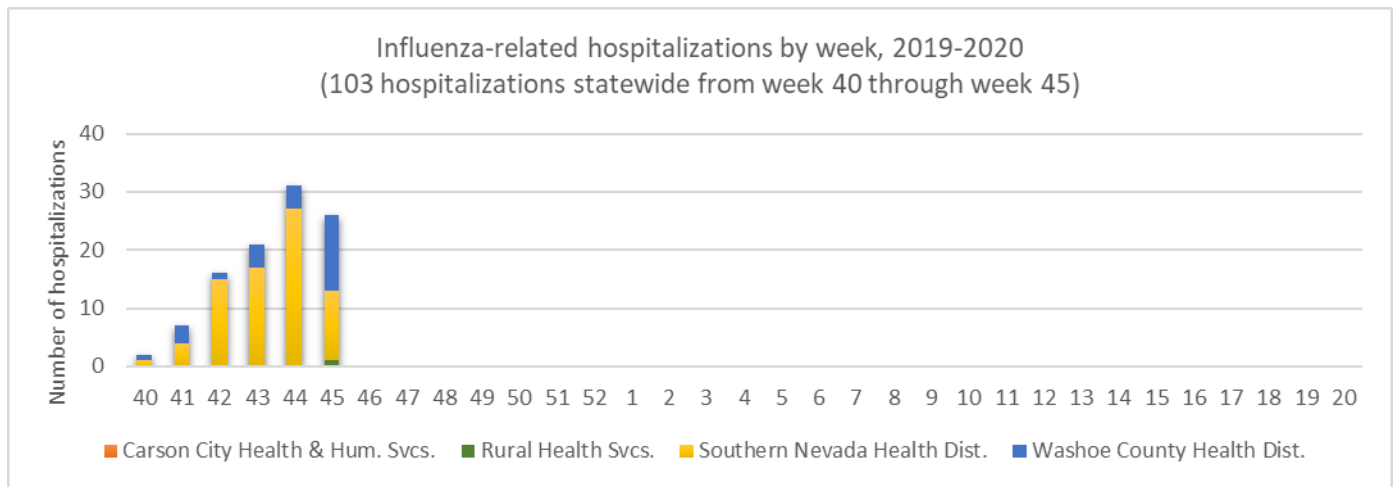 Influenza-related hospitalizations by week, 2019-2020
(103 hospitalizations statewide from week 40 through week 45)
Number of hospitalizations
40
30
20
10
0
40 41 42 43 44 45 46 47 48 49 50 51 52 1 2 3 4 5 6 7 8 9 10 11 12 13 14 15 16 17 18 19 20
Carson City Health & Hum. Svcs. Rural Health Svcs. Southern Nevada Health Dist. Washoe County Health Dist.